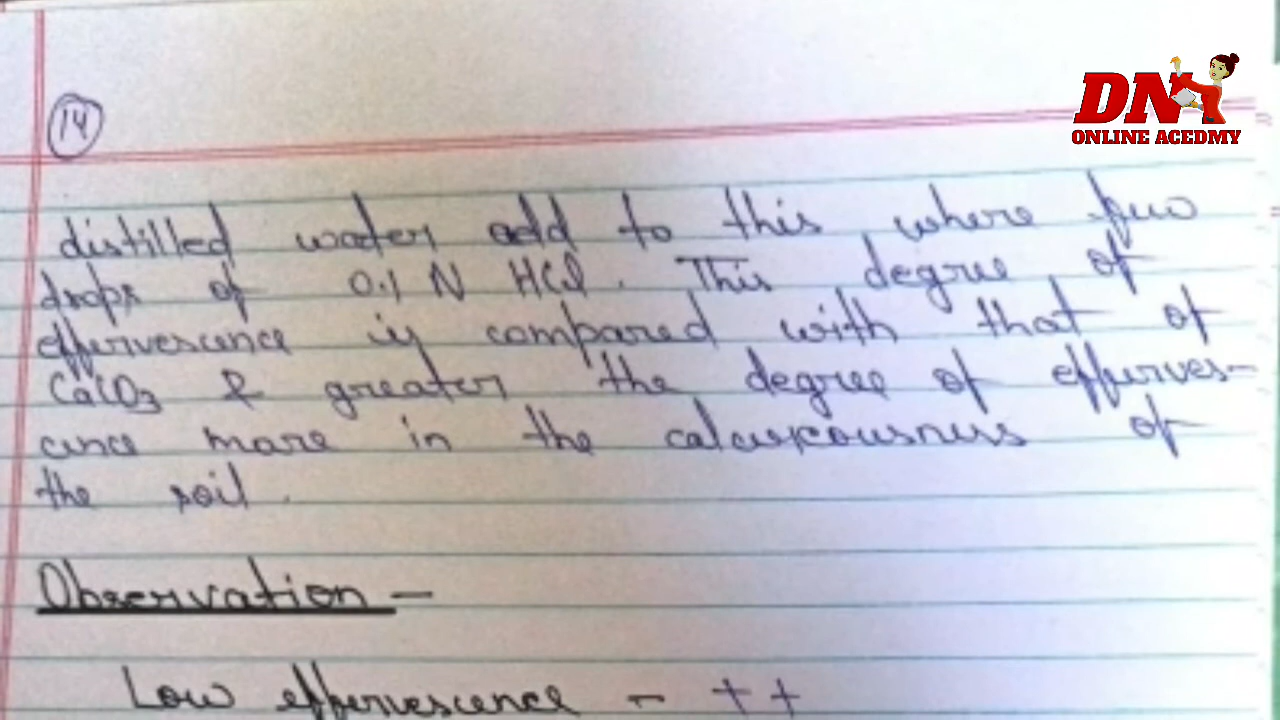 14
DNY
ONLINE ACEDMY
distilled water add to this, where few
drops of 0.1 N HCl. This degree of
effervescence is compared with that of
CaCO3 & greater the degree of efferves-
cence more in the calcareousness of
the soil.
Observation -
Low effervescence - ++